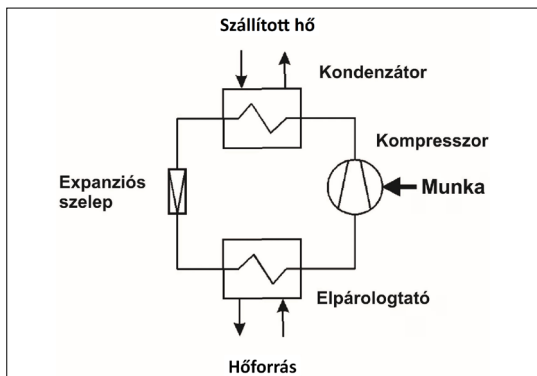 Szállított hő
Kondenzátor
Kompresszor
Expanziós
szelep
Munka
Elpárologtató
Hőforrás